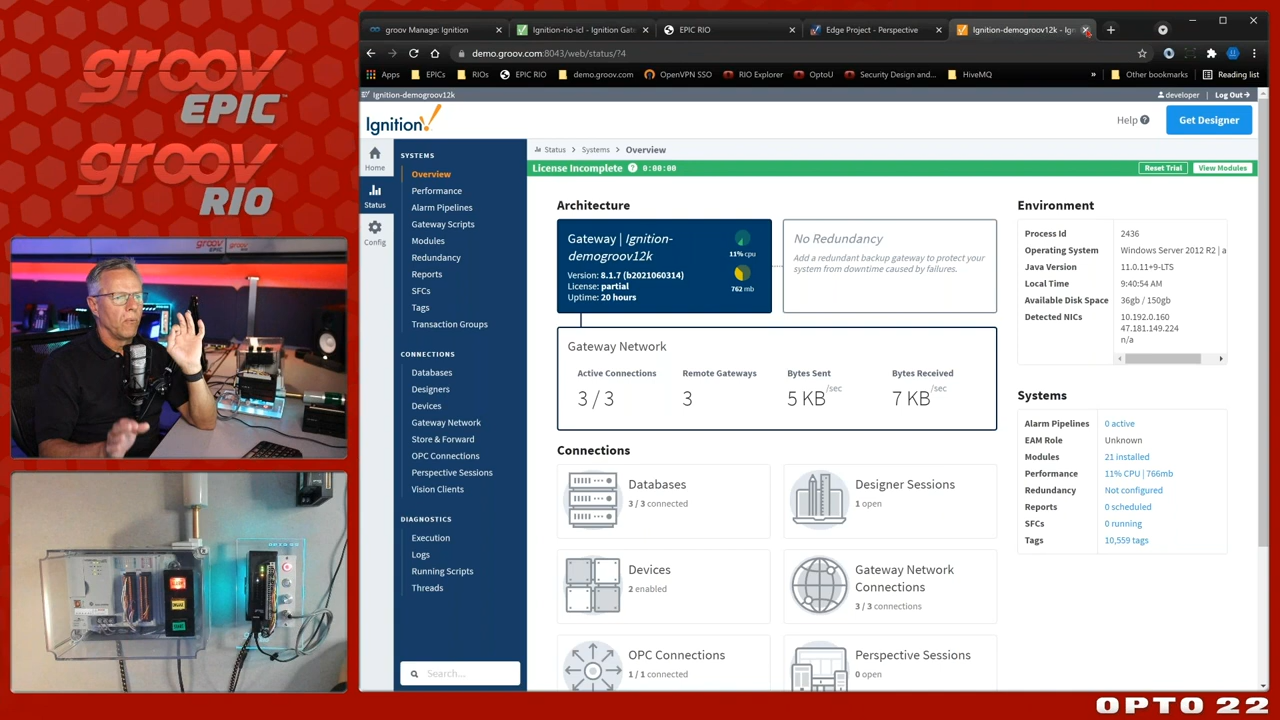 groov
EPIC™
groov
RIO
groov Manage: Ignition
Ignition-rio-icl - Ignition Gate
EPIC RIO
Edge Project - Perspective
Ignition-demogroov12k - Ign
demo.groov.com:8043/web/status/?4
Apps
EPICs
RIOs
EPIC RIO
demo.groov.com
OpenVPN SSO
RIO Explorer
OptoU
Security Design and...
HiveMQ
»
Other bookmarks
Reading list
Ignition-demogroov12k
developer
Log Out
Ignition!
Help
Get Designer
Home
Status
Config
SYSTEMS
Overview
Performance
Alarm Pipelines
Gateway Scripts
Modules
Redundancy
Reports
SFCs
Tags
Transaction Groups
CONNECTIONS
Databases
Designers
Devices
Gateway Network
Store & Forward
OPC Connections
Perspective Sessions
Vision Clients
DIAGNOSTICS
Execution
Logs
Running Scripts
Threads
Search...
Status > Systems > Overview
License Incomplete ? 0:00:00
Reset Trial
View Modules
Architecture
Gateway | Ignition-
demogroov12k
Version: 8.1.7 (b2021060314)
License: partial
Uptime: 20 hours
11% cpu
762 mb
No Redundancy
Add a redundant backup gateway to protect your
system from downtime caused by failures.
Gateway Network
Active Connections
3 / 3
Remote Gateways
3
Bytes Sent
5 KB/sec
Bytes Received
7 KB/sec
Connections
Databases
3 / 3 connected
Designer Sessions
1 open
Devices
2 enabled
Gateway Network
Connections
3 / 3 connections
OPC Connections
1 / 1 connected
Perspective Sessions
0 open
Environment
Process Id 2436
Operating System Windows Server 2012 R2 | a
Java Version 11.0.11+9-LTS
Local Time 9:40:54 AM
Available Disk Space 36gb / 150gb
Detected NICs 10.192.0.160
47.181.149.224
n/a
Systems
Alarm Pipelines 0 active
EAM Role Unknown
Modules 21 installed
Performance 11% CPU | 766mb
Redundancy Not configured
Reports 0 scheduled
SFCs 0 running
Tags 10,559 tags
OPTO 22